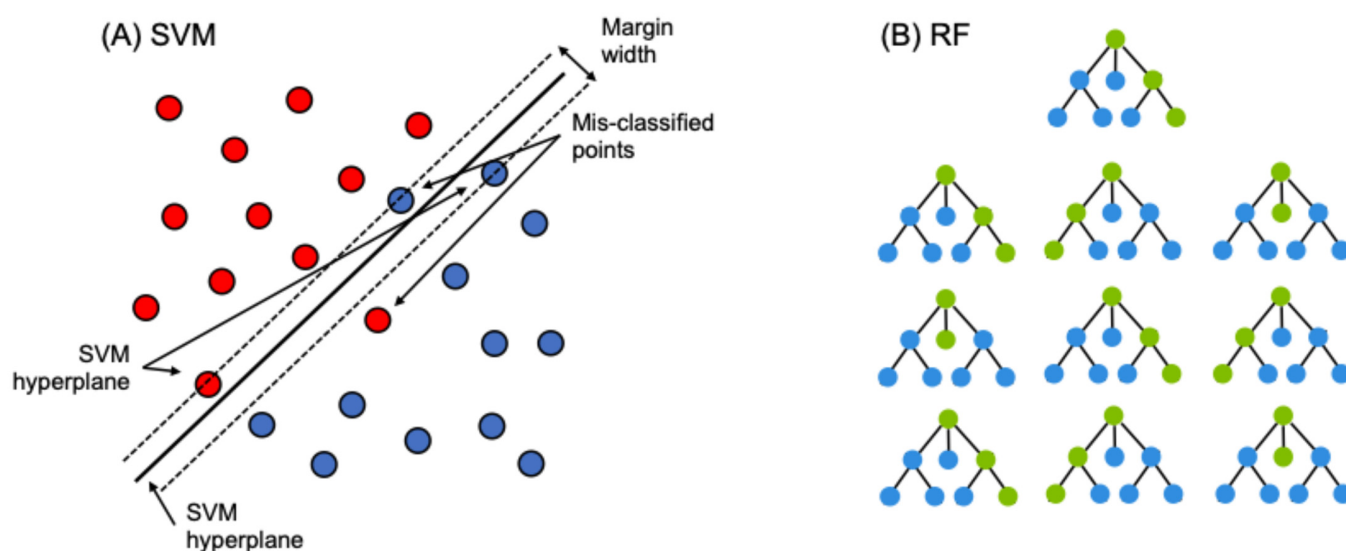 (A) SVM
Margin
width
Mis-classified
points
SVM
hyperplane
SVM
hyperplane
(B) RF